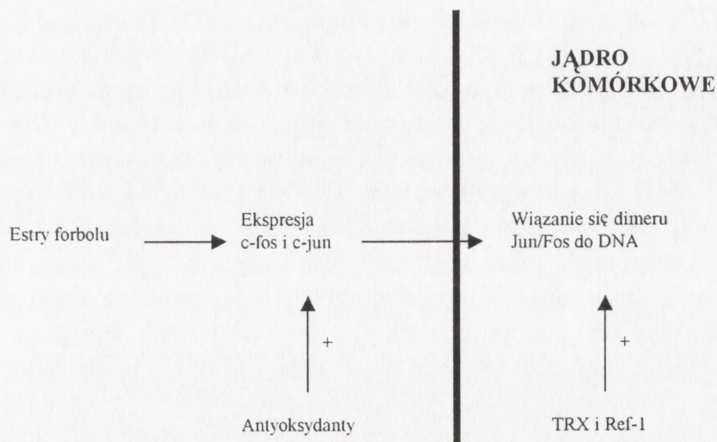 JĄDRO
KOMÓRKOWE
Estry forbolu
Ekspresja
c-fos i c-jun
Wiązanie się dimeru
Jun/Fos do DNA
+
+
Antyoksydanty
TRX i Ref-1